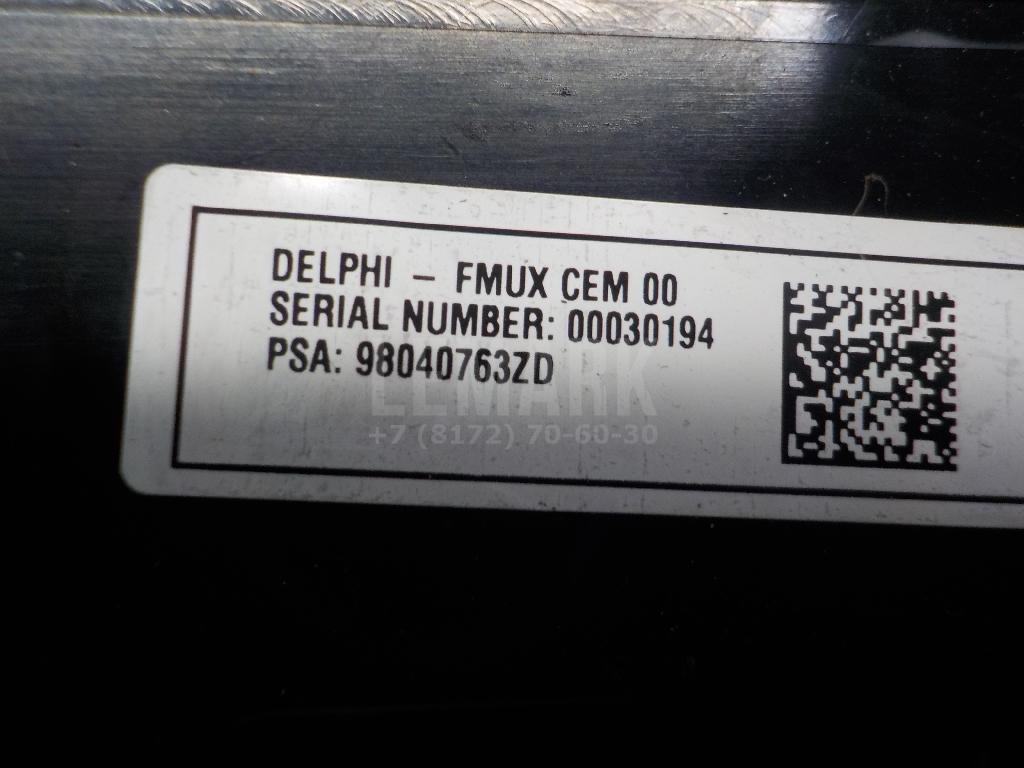 DELPHI - FMUX CEM 00
SERIAL NUMBER: 00030194
PSA: 98040763ZD
ELMARK
+7 (8172) 70-60-30